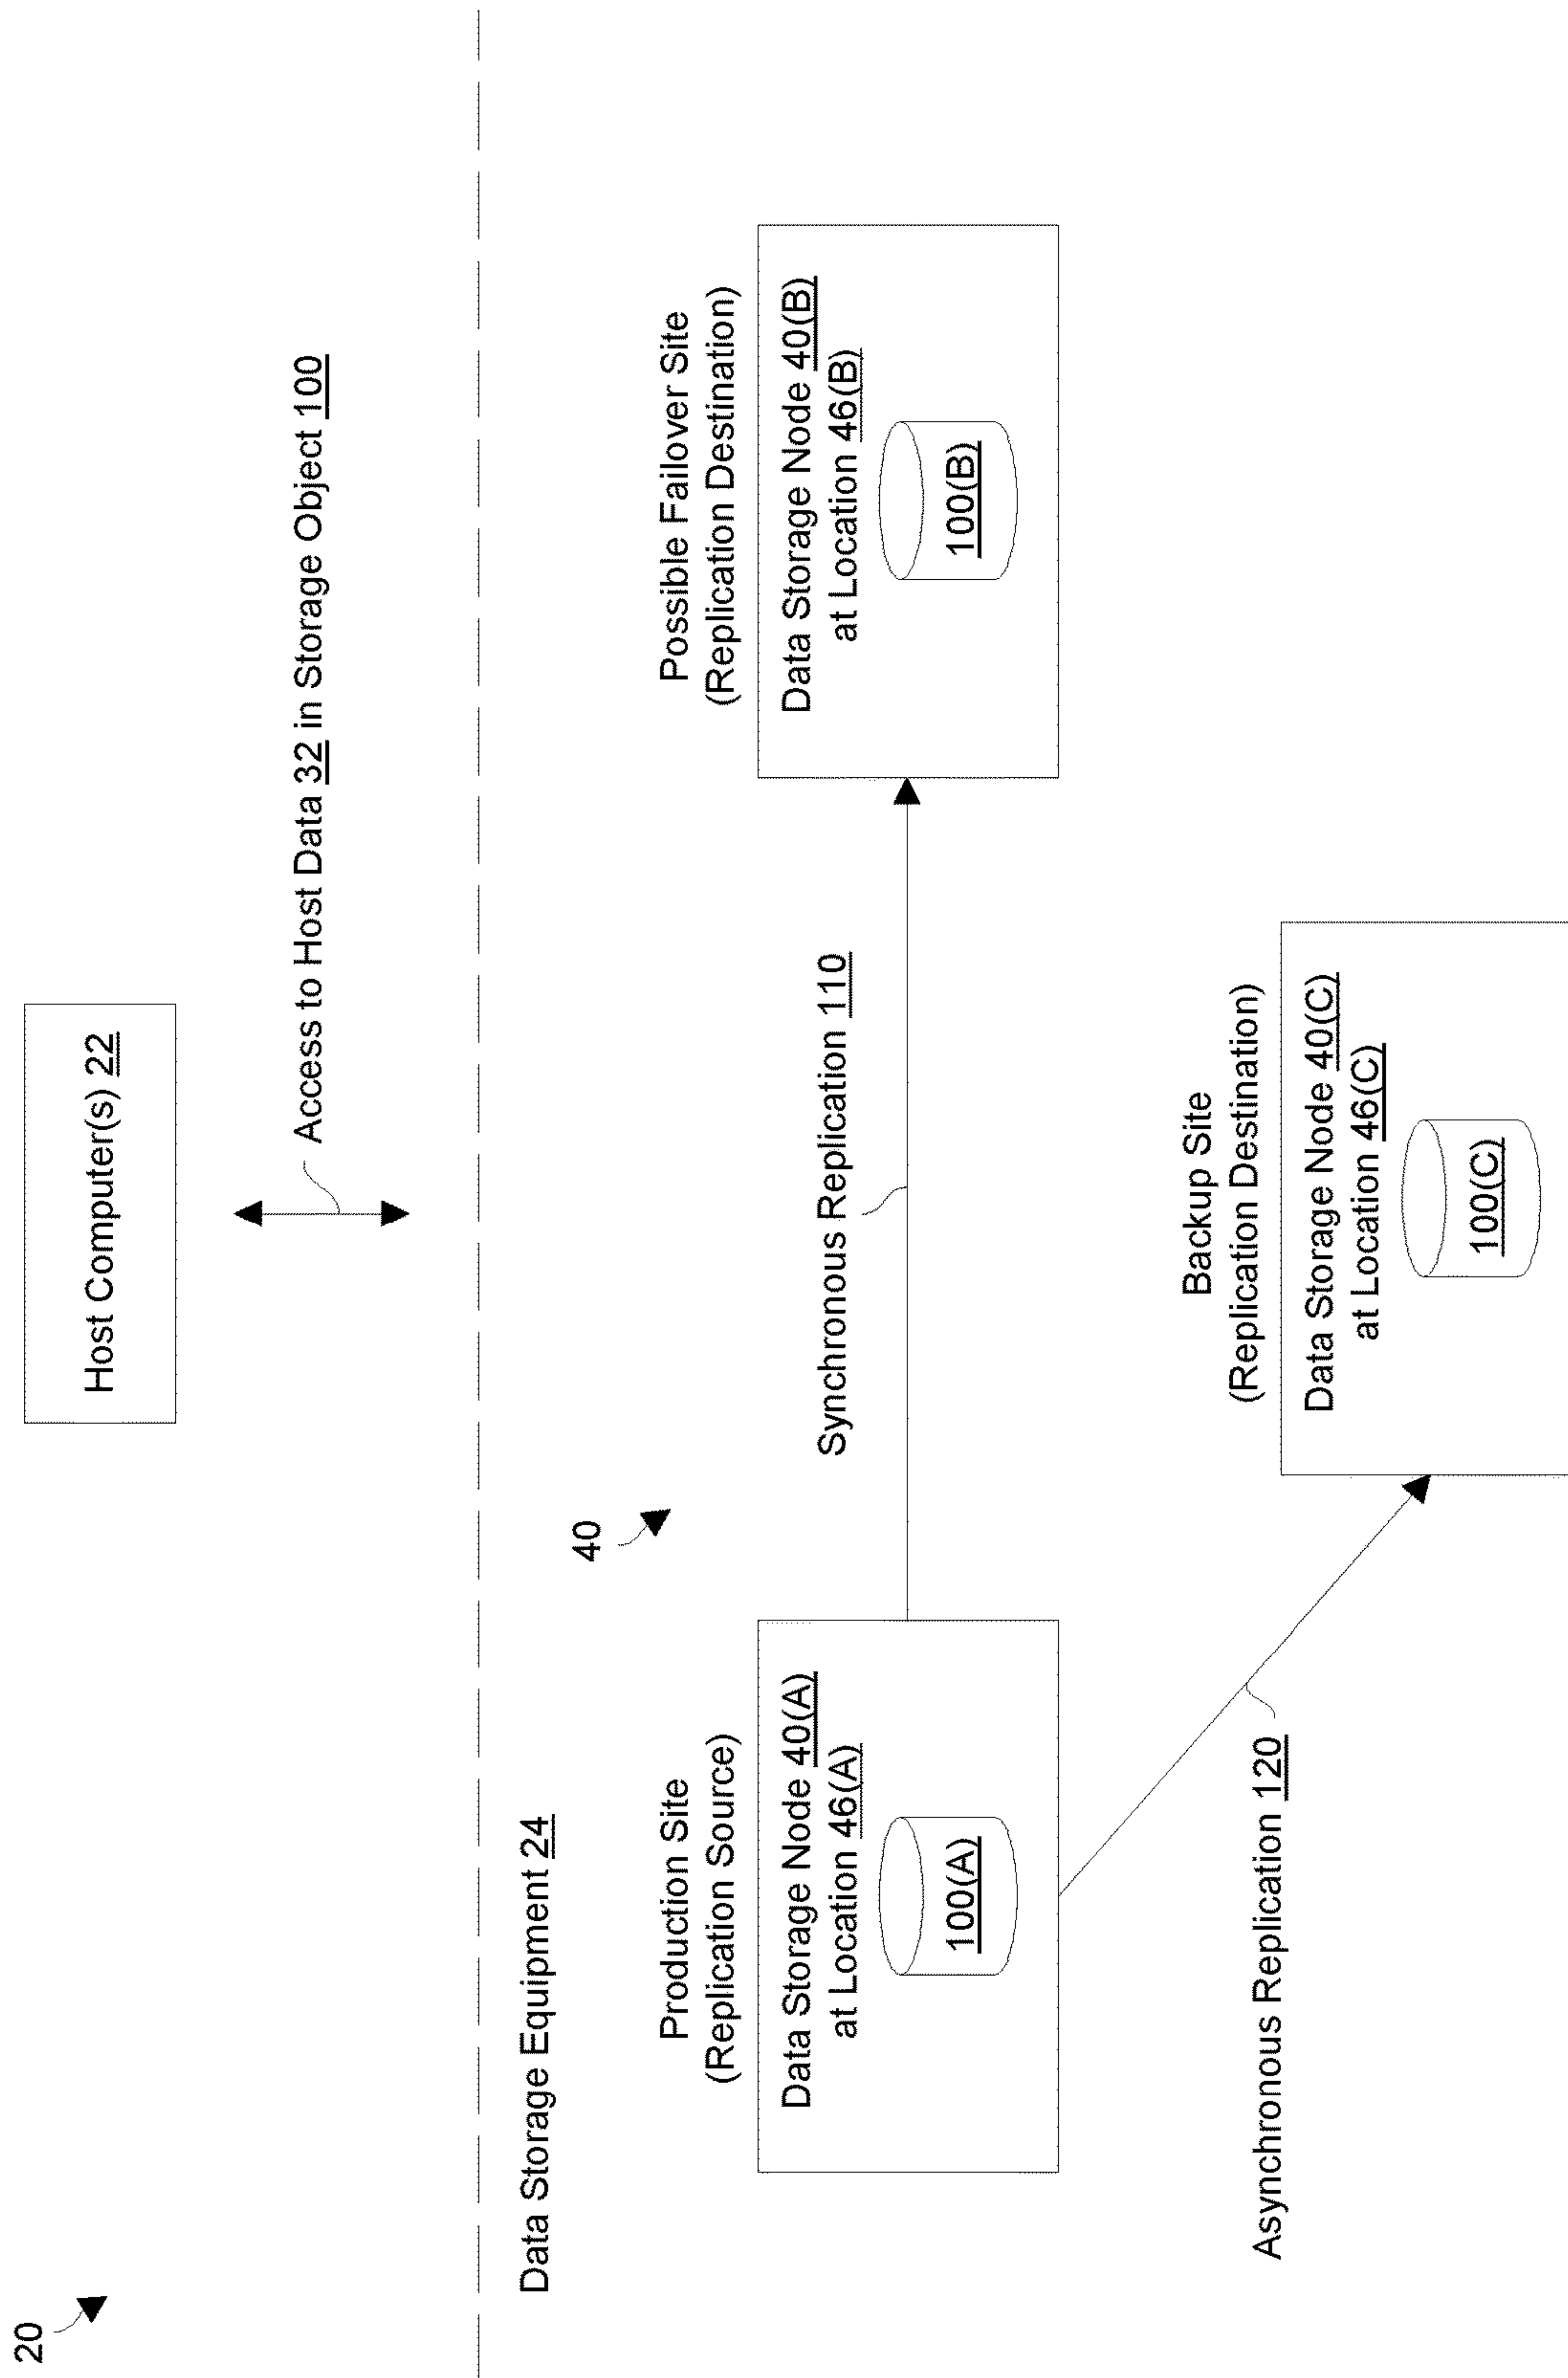 20
Host Computer(s) 22
Access to Host Data 32 in Storage Object 100
Data Storage Equipment 24
40
Production Site
(Replication Source)
Data Storage Node 40(A)
at Location 46(A)
100(A)
Synchronous Replication 110
Possible Failover Site
(Replication Destination)
Data Storage Node 40(B)
at Location 46(B)
100(B)
Asynchronous Replication 120
Backup Site
(Replication Destination)
Data Storage Node 40(C)
at Location 46(C)
100(C)